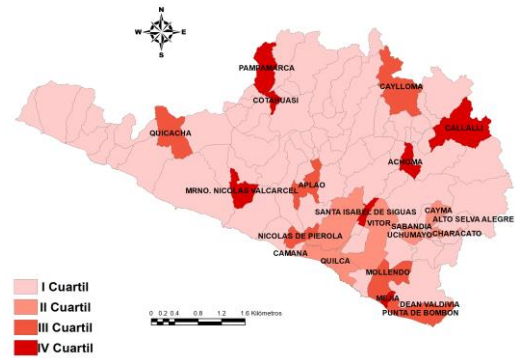 N
W
E
S
PAMPAMARCA
CAYLLOMA
COTAHUASI
CALLALLI
QUICACHA
ACHOMA
APLAO
MRNO. NICOLAS VALCARCEL
SANTA ISABEL DE SIGUAS
CAYMA
VITOR
ALTO SELVA ALEGRE
SABANDIA
NICOLAS DE PIEROLA
UCHUMAYO
CHARACATO
CAMANA
QUILCA
MOLLENDO
MEJIA
DEAN VALDIVIA
PUNTA DE BOMBON
I Cuartil
II Cuartil
III Cuartil
IV Cuartil
0 0.2 0.4 0.8 1.2 1.6 Kilómetros